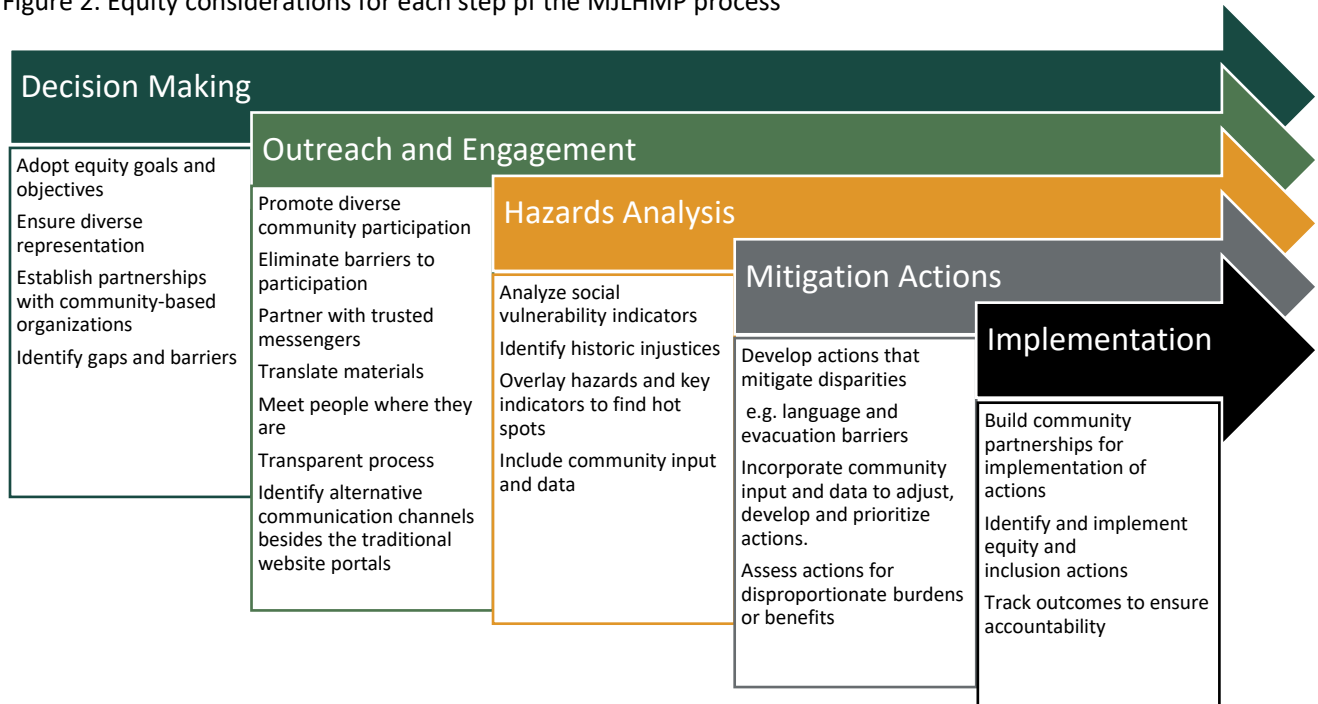 Figure 2. Equity considerations for each step pf the MJLHMP process
Decision Making
Adopt equity goals and
objectives
Ensure diverse
representation
Establish partnerships
with community-based
organizations
Identify gaps and barriers
Outreach and Engagement
Promote diverse
community participation
Eliminate barriers to
participation
Partner with trusted
messengers
Translate materials
Meet people where they
are
Transparent process
Identify alternative
communication channels
besides the traditional
website portals
Hazards Analysis
Analyze social
vulnerability indicators
Identify historic injustices
Overlay hazards and key
indicators to find hot
spots
Include community input
and data
Mitigation Actions
Develop actions that
mitigate disparities
e.g. language and
evacuation barriers
Incorporate community
input and data to adjust,
develop and prioritize
actions.
Assess actions for
disproportionate burdens
or benefits
Implementation
Build community
partnerships for
implementation of
actions
Identify and implement
equity and
inclusion actions
Track outcomes to ensure
accountability